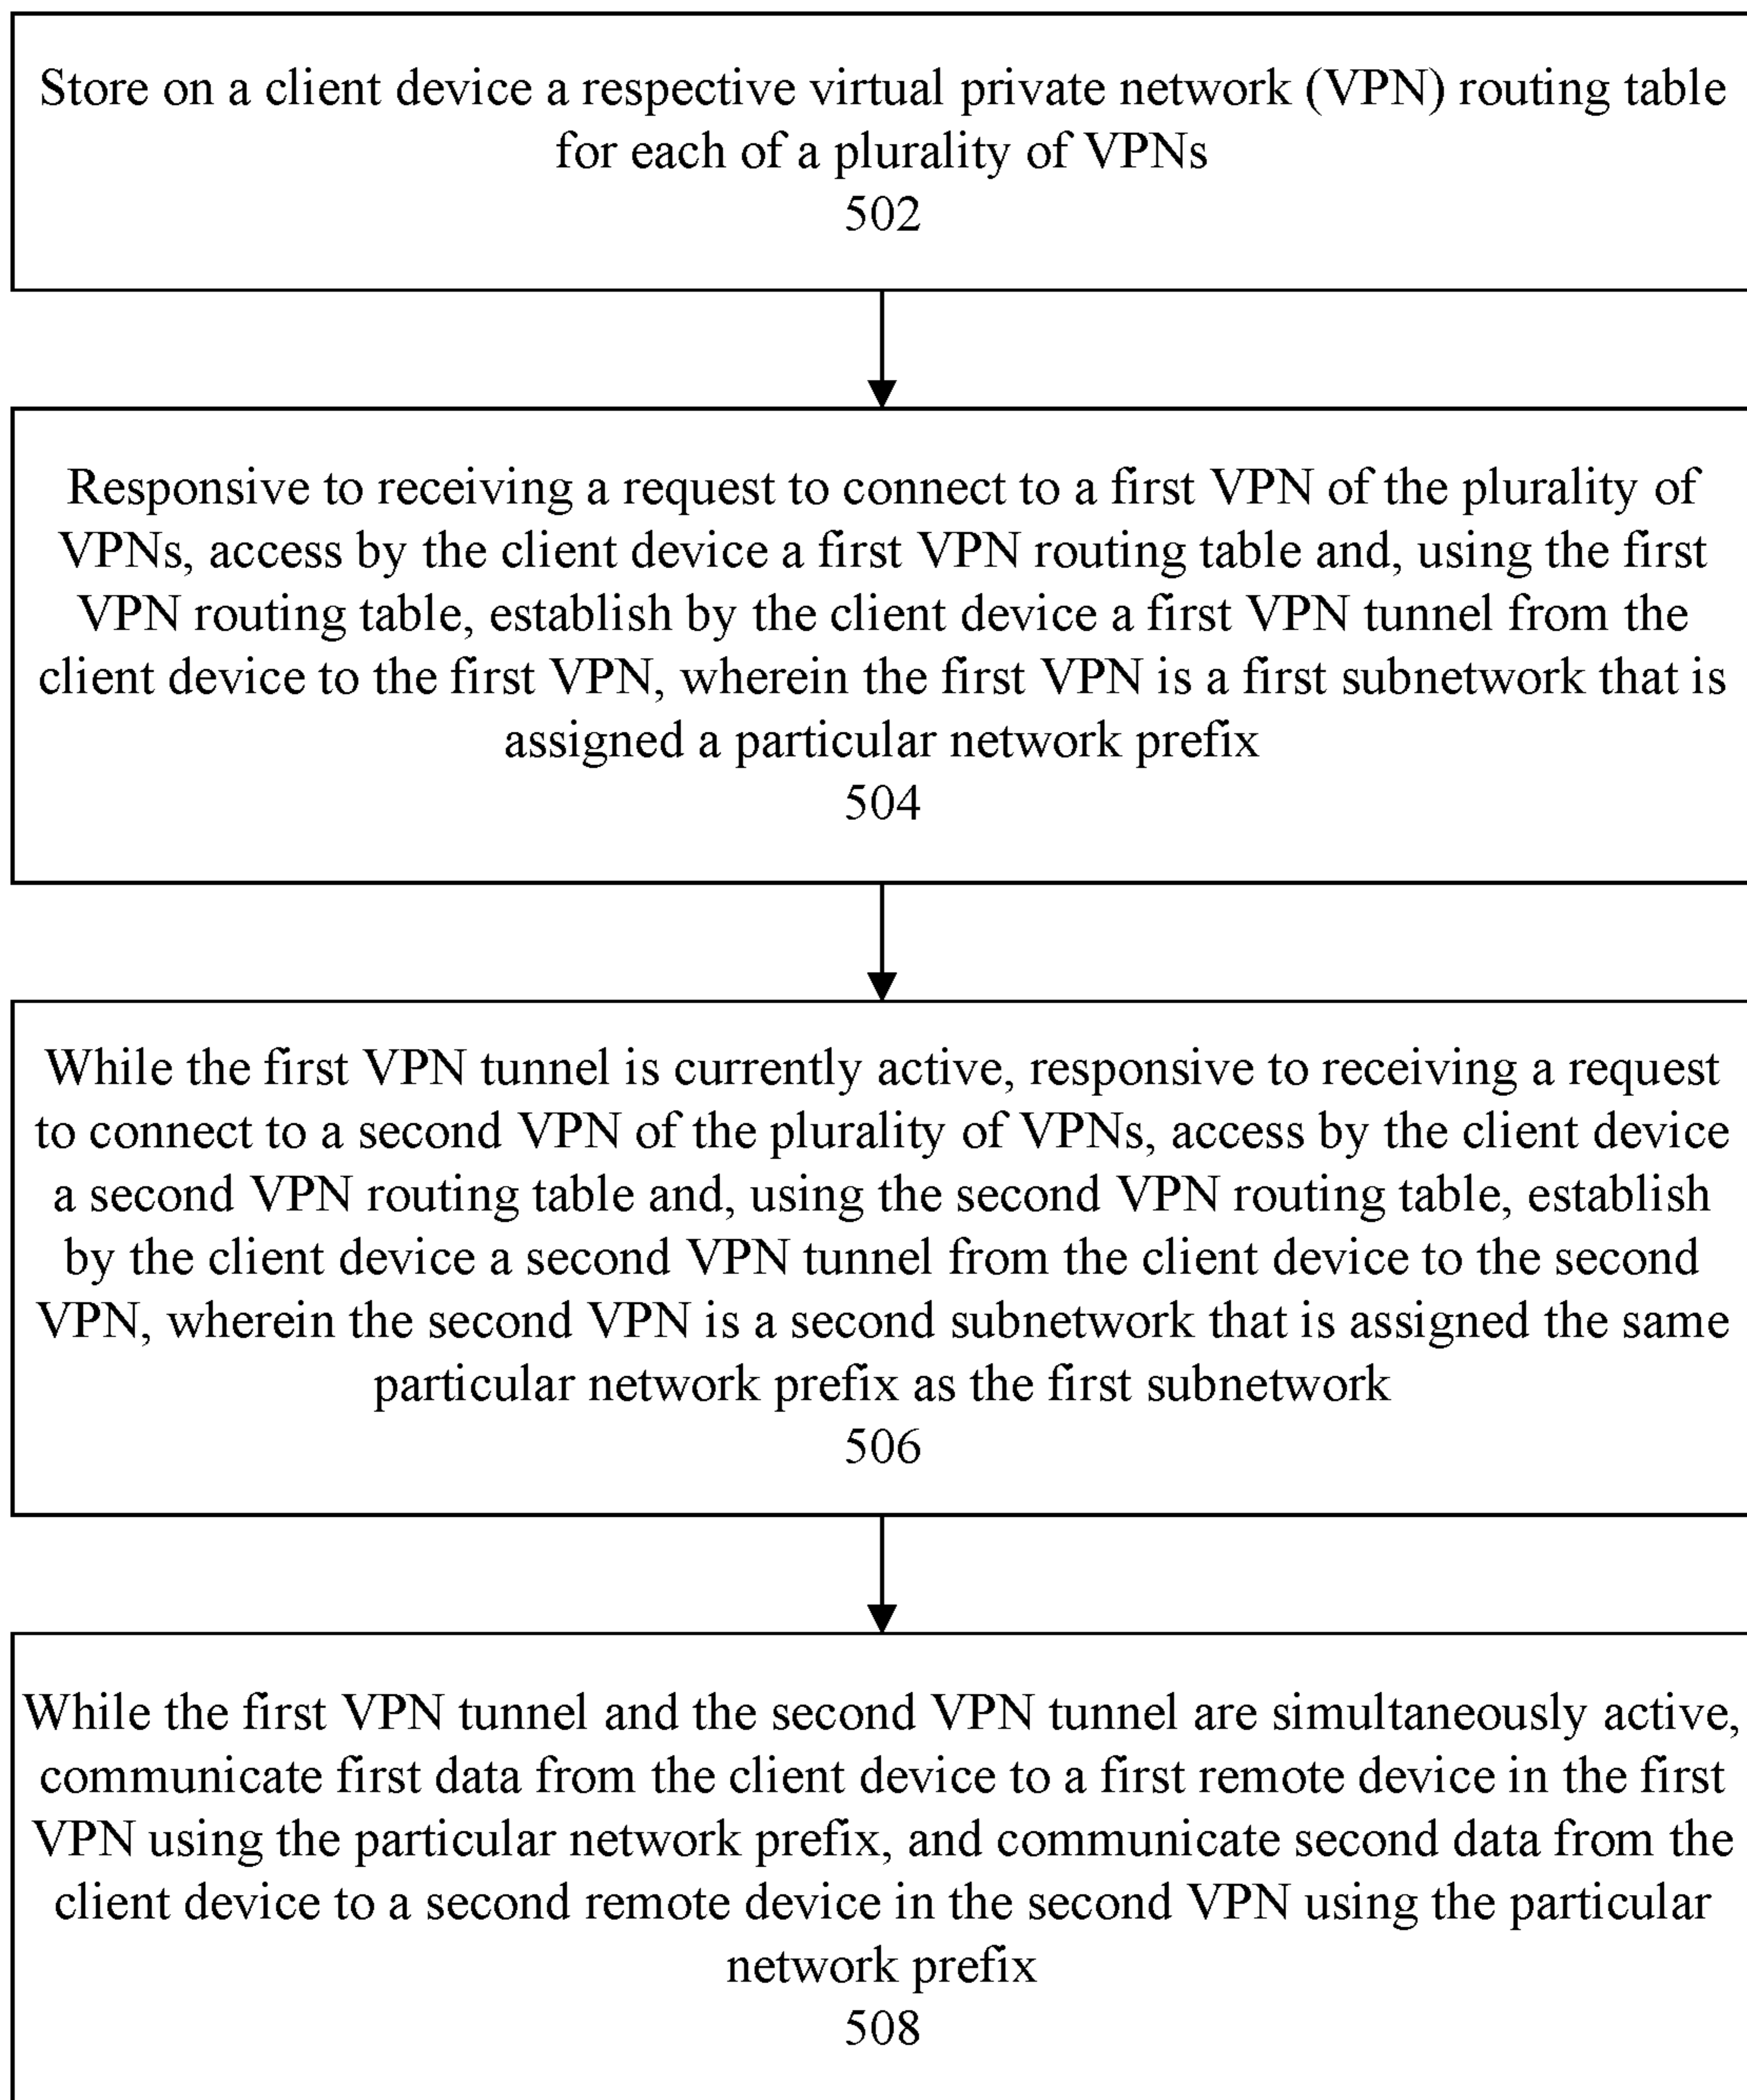 Store on a client device a respective virtual private network (VPN) routing table
for each of a plurality of VPNs
502
Responsive to receiving a request to connect to a first VPN of the plurality of
VPNs, access by the client device a first VPN routing table and, using the first
VPN routing table, establish by the client device a first VPN tunnel from the
client device to the first VPN, wherein the first VPN is a first subnetwork that is
assigned a particular network prefix
504
While the first VPN tunnel is currently active, responsive to receiving a request
to connect to a second VPN of the plurality of VPNs, access by the client device
a second VPN routing table and, using the second VPN routing table, establish
by the client device a second VPN tunnel from the client device to the second
VPN, wherein the second VPN is a second subnetwork that is assigned the same
particular network prefix as the first subnetwork
506
While the first VPN tunnel and the second VPN tunnel are simultaneously active,
communicate first data from the client device to a first remote device in the first
VPN using the particular network prefix, and communicate second data from the
client device to a second remote device in the second VPN using the particular
network prefix
508